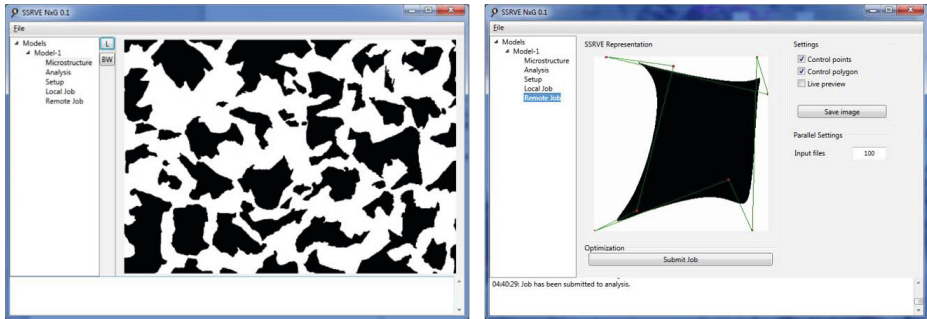 SSRVE NxG 0.1
File
Models
Model-1
Microstructure
Analysis
Setup
Local Job
Remote Job
L
BW
SSRVE NxG 0.1
File
Models
Model-1
Microstructure
Analysis
Setup
Local Job
Remote Job
SSRVE Representation
Optimization
Submit Job
Settings
Control points
Control polygon
Live preview
Save image
Parallel Settings
Input files 100
04:40:29: Job has been submitted to analysis.